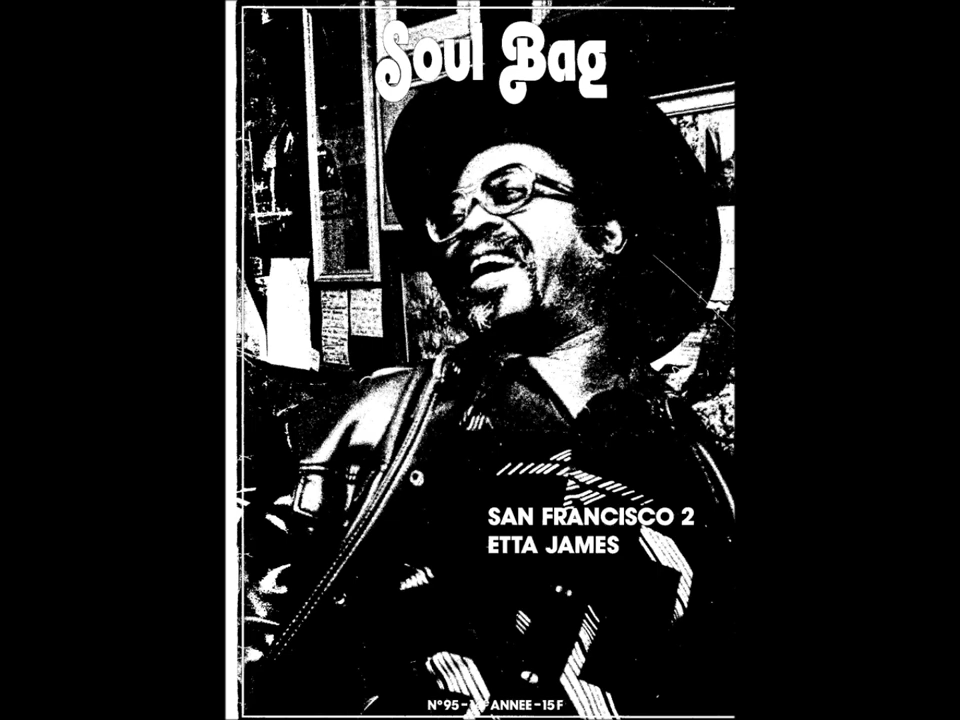 Soul Bag
SAN FRANCISCO 2
ETTA JAMES
N°95 - ANNEE - 15 F